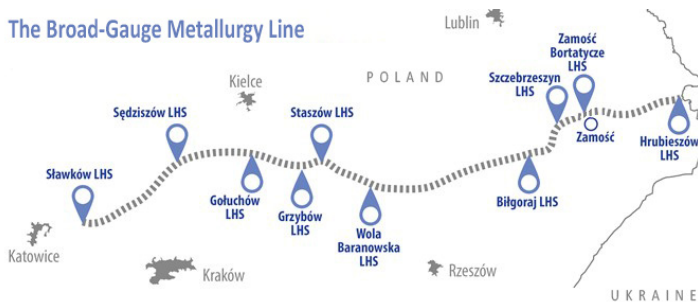 The Broad-Gauge Metallurgy Line
Lublin
Zamość
Bortatycze
LHS
Kielce
POLAND
Szczebrzeszyn
LHS
Sędziszów LHS
Staszów LHS
Zamość
Hrubieszów
LHS
Sławków LHS
Gołuchów
LHS
Grzybów
LHS
Biłgoraj LHS
Wola
Baranowska
LHS
Katowice
Kraków
Rzeszów
UKRAINE